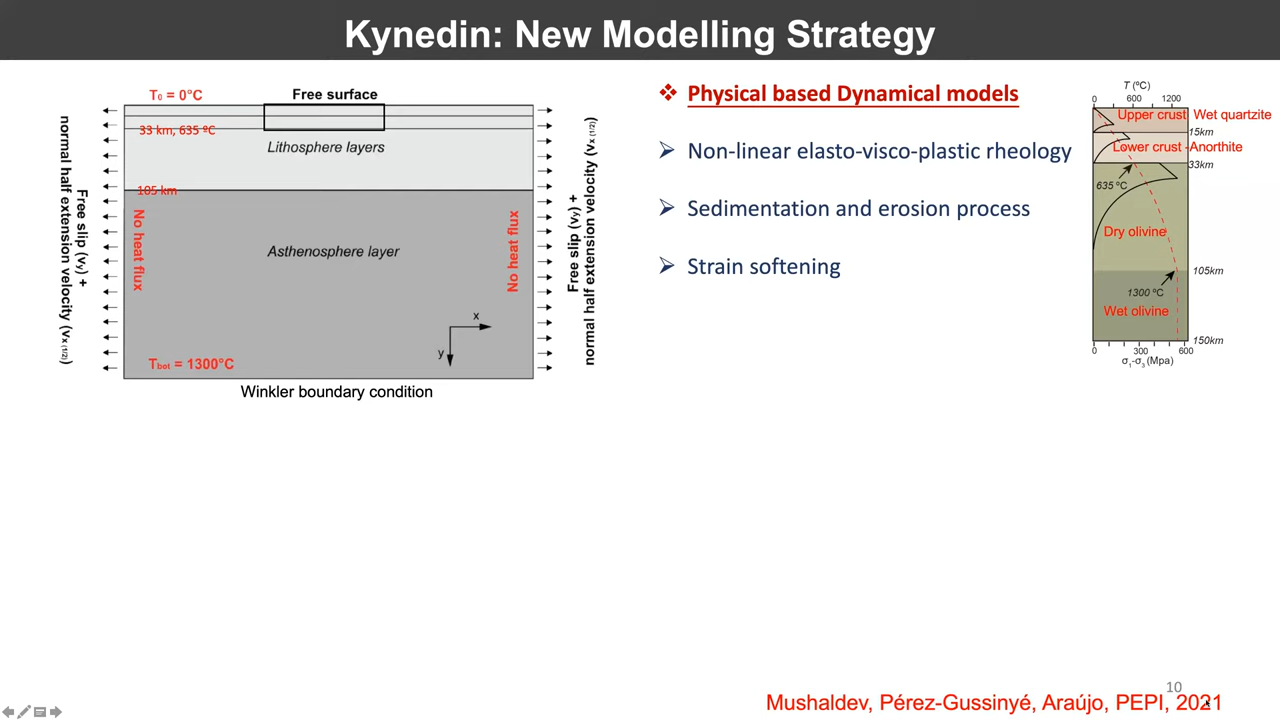 Kynedin: New Modelling Strategy
T₀ = 0°C
Free surface
33 km, 635 ºC
Lithosphere layers
105 km
No heat flux
No heat flux
Asthenosphere layer
x
y
Tbot = 1300°C
Winkler boundary condition
Free slip (vy) +
normal half extension velocity (vx (1/2))
Free slip (vy) +
normal half extension velocity (vx (1/2))
❖ Physical based Dynamical models
➢ Non-linear elasto-visco-plastic rheology
➢ Sedimentation and erosion process
➢ Strain softening
T (ºC)
0 600 1200
Upper crust Wet quartzite
15km
Lower crust -Anorthite
33km
635 ºC
Dry olivine
105km
1300 ºC
Wet olivine
150km
0 300 600
σ1-σ3 (Mpa)
10
Mushaldev, Pérez-Gussinyé, Araújo, PEPI, 2021